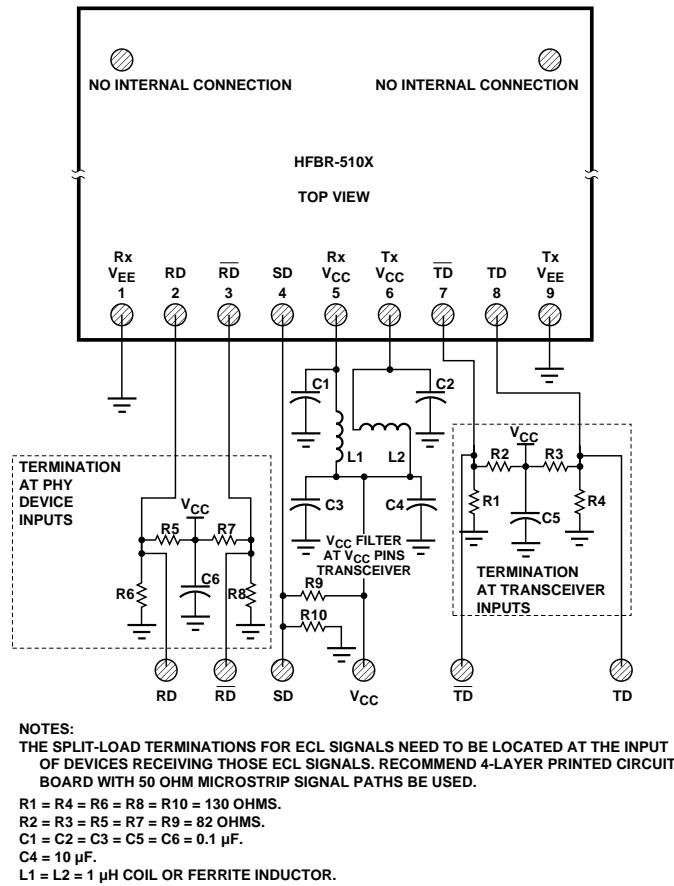 NO INTERNAL CONNECTION NO INTERNAL CONNECTION
HFBR-510X
TOP VIEW
Rx Rx Tx Tx
VEE RD R̅D̅ SD VCC VCC T̅D̅ TD VEE
1 2 3 4 5 6 7 8 9
C1 C2
L1 L2
TERMINATION
AT PHY
DEVICE
INPUTS
VCC
R5 R7
R6 C6 R8
C3 C4
VCC FILTER
AT VCC PINS
TRANSCEIVER
R9
R10
VCC
R2 R3
R1 C5 R4
TERMINATION
AT TRANSCEIVER
INPUTS
RD R̅D̅ SD VCC T̅D̅ TD
NOTES:
THE SPLIT-LOAD TERMINATIONS FOR ECL SIGNALS NEED TO BE LOCATED AT THE INPUT
OF DEVICES RECEIVING THOSE ECL SIGNALS. RECOMMEND 4-LAYER PRINTED CIRCUIT
BOARD WITH 50 OHM MICROSTRIP SIGNAL PATHS BE USED.
R1 = R4 = R6 = R8 = R10 = 130 OHMS.
R2 = R3 = R5 = R7 = R9 = 82 OHMS.
C1 = C2 = C3 = C5 = C6 = 0.1 µF.
C4 = 10 µF.
L1 = L2 = 1 µH COIL OR FERRITE INDUCTOR.